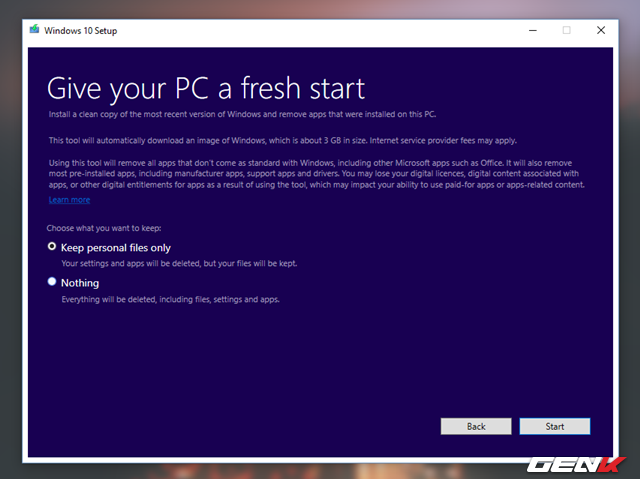 Windows 10 Setup
Give your PC a fresh start
Install a clean copy of the most recent version of Windows and remove apps that were installed on this PC.
This tool will automatically download an image of Windows, which is about 3 GB in size. Internet service provider fees may apply.
Using this tool will remove all apps that don't come as standard with Windows, including other Microsoft apps such as Office. It will also remove
most pre-installed apps, including manufacturer apps, support apps and drivers. You may lose your digital licences, digital content associated with
apps, or other digital entitlements for apps as a result of using the tool, which may impact your ability to use paid-for apps or apps-related content.
Learn more
Choose what you want to keep:
Keep personal files only
Your settings and apps will be deleted, but your files will be kept.
Nothing
Everything will be deleted, including files, settings and apps.
Back
Start
GENK